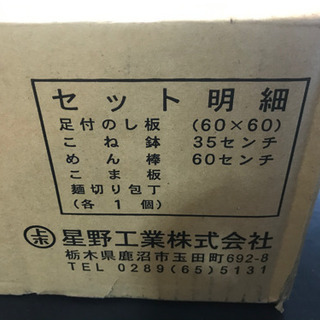 セット明細
足付のし板 (60×60)
こね鉢 35センチ
めん棒 60センチ
こま板
麺切り包丁
(各1個)
上ホ 星野工業株式会社
栃木県鹿沼市玉田町692-8
TEL 0289(65)5131